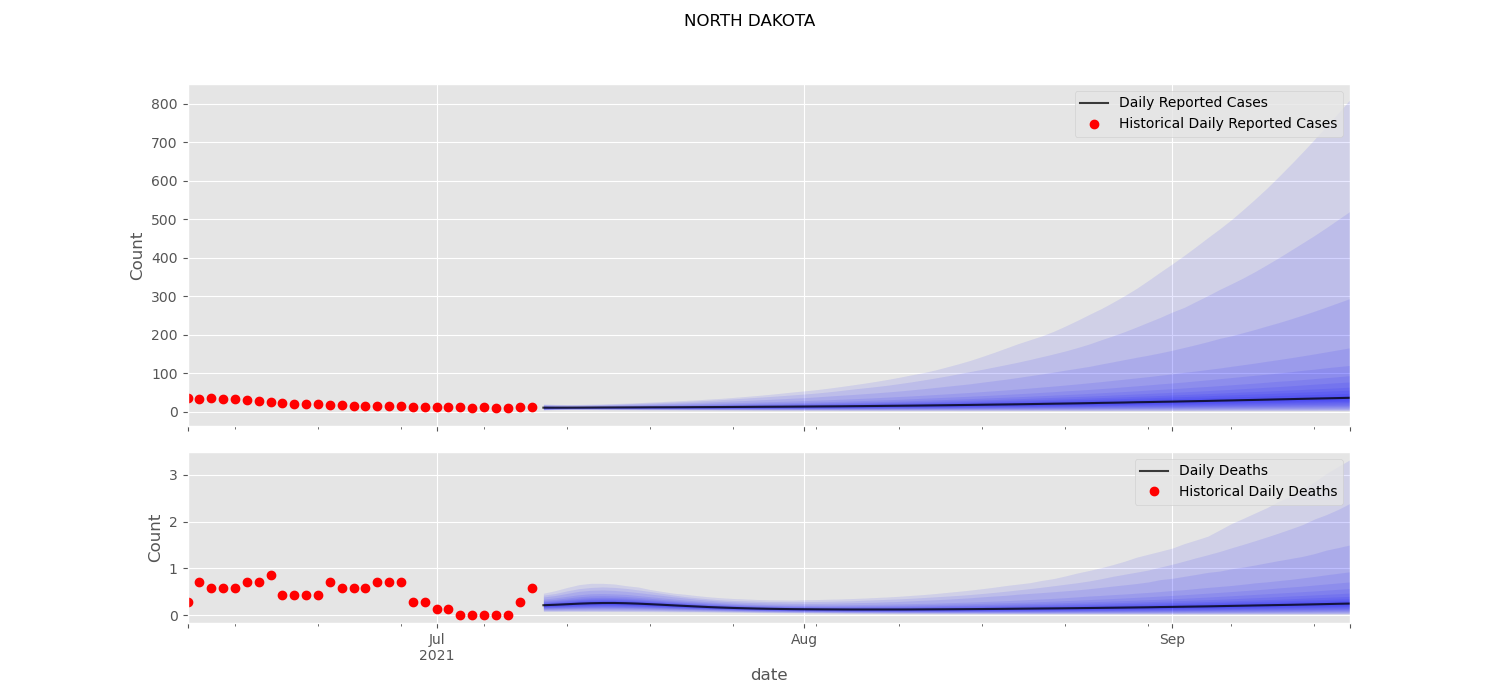 NORTH DAKOTA
800
700
600
500
400
300
200
100
0
Count
Daily Reported Cases
Historical Daily Reported Cases
3
2
1
0
Count
Daily Deaths
Historical Daily Deaths
Jul
2021
Aug
Sep
date